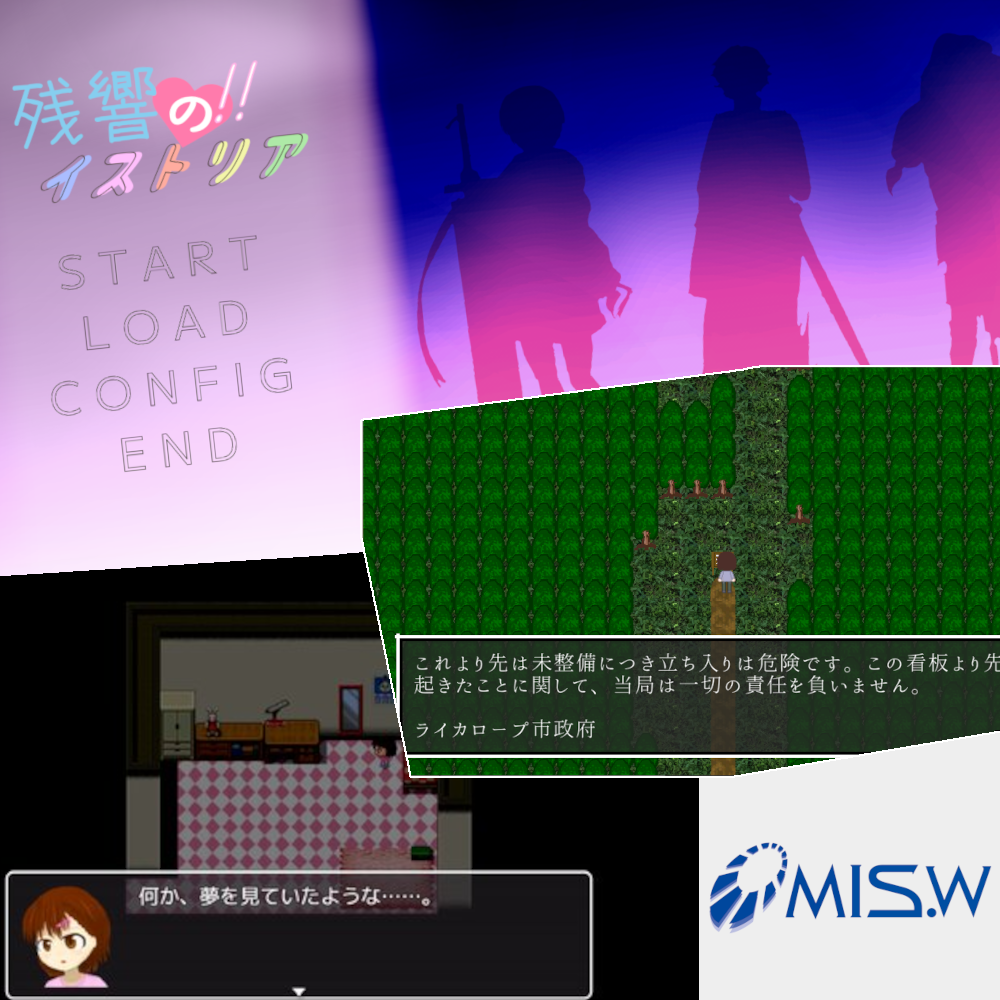 残響の!!
イストリア
START
LOAD
CONFIG
END
これより先は未整備につき立ち入りは危険です。この看板より先
起きたことに関して、当局は一切の責任を負いません。
ライカロープ市政府
何か、夢を見ていたような……。
MIS.W